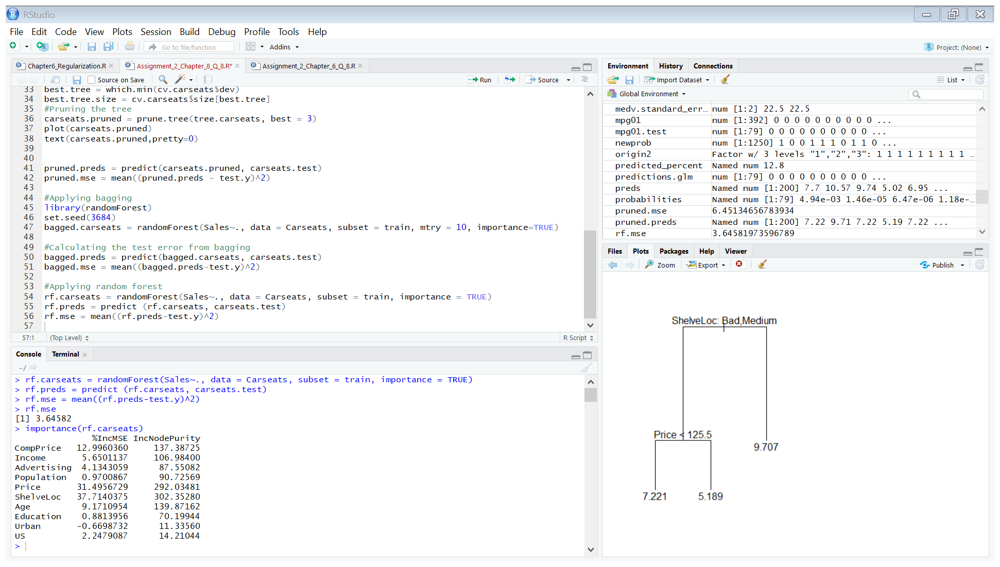 RStudio
File Edit Code View Plots Session Build Debug Profile Tools Help
Go to file/function Addins Project: (None)
Chapter6_Regularization.R Assignment_2_Chapter_8_Q_8.R* Assignment_2_Chapter_6_Q_8.R
Source on Save Run Source
33 best.tree = which.min(cv.carseats$dev)
34 best.tree.size = cv.carseats$size[best.tree]
35 #Pruning the tree
36 carseats.pruned = prune.tree(tree.carseats, best = 3)
37 plot(carseats.pruned)
38 text(carseats.pruned,pretty=0)
39
40
41 pruned.preds = predict(carseats.pruned, carseats.test)
42 pruned.mse = mean((pruned.preds - test.y)^2)
43
44 #Applying bagging
45 library(randomForest)
46 set.seed(3684)
47 bagged.carseats = randomForest(Sales~., data = Carseats, subset = train, mtry = 10, importance=TRUE)
48
49 #Calculating the test error from bagging
50 bagged.preds = predict(bagged.carseats, carseats.test)
51 bagged.mse = mean((bagged.preds-test.y)^2)
52
53 #Applying random forest
54 rf.carseats = randomForest(Sales~., data = Carseats, subset = train, importance = TRUE)
55 rf.preds = predict (rf.carseats, carseats.test)
56 rf.mse = mean((rf.preds-test.y)^2)
57
57:1 (Top Level) R Script
Console Terminal
~/
> rf.carseats = randomForest(Sales~., data = Carseats, subset = train, importance = TRUE)
> rf.preds = predict (rf.carseats, carseats.test)
> rf.mse = mean((rf.preds-test.y)^2)
> rf.mse
[1] 3.64582
> importance(rf.carseats)
%IncMSE IncNodePurity
CompPrice 12.9960360 137.38725
Income 5.6501137 106.98400
Advertising 4.1343059 87.55082
Population 0.9700867 90.72569
Price 31.4956729 292.03481
ShelveLoc 37.7140375 302.35280
Age 9.1710954 139.87162
Education 0.8813956 70.19944
Urban -0.6698732 11.33560
US 2.2479087 14.21044
>
Environment History Connections
Import Dataset List
Global Environment
medv.standard_err… num [1:2] 22.5 22.5
mpg01 num [1:392] 0 0 0 0 0 0 0 0 0 0 ...
mpg01.test num [1:79] 0 0 0 0 0 0 0 0 0 0 ...
newprob num [1:1250] 1 0 0 1 1 1 0 1 1 0 ...
origin2 Factor w/ 3 levels "1","2","3": 1 1 1 1 1 1 1 1 1 …
predicted_percent Named num 12.8
predictions.glm num [1:79] 0 0 0 0 0 0 0 0 0 0 ...
preds Named num [1:200] 7.7 10.57 9.74 5.02 6.95 ...
probabilities Named num [1:79] 4.94e-03 1.46e-05 6.47e-06 1.18e-…
pruned.mse 6.45134656783934
pruned.preds Named num [1:200] 7.22 9.71 7.22 5.19 7.22 ...
rf.mse 3.64581973596789
Files Plots Packages Help Viewer
Zoom Export Publish
ShelveLoc: Bad,Medium
Price < 125.5
9.707
7.221 5.189